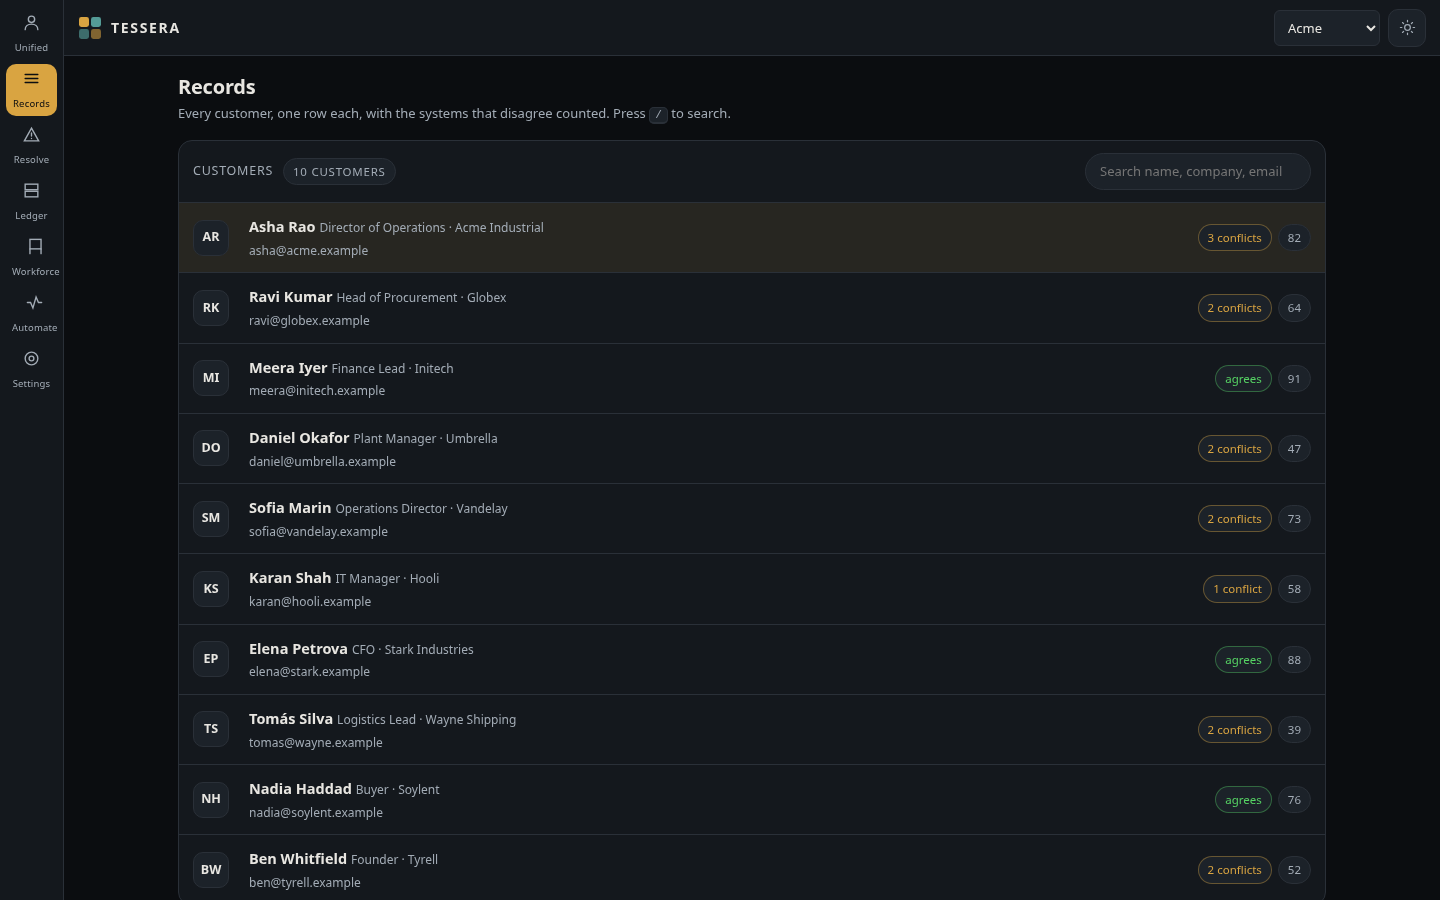 Unified
Records
Resolve
Ledger
Workforce
Automate
Settings
TESSERA
Acme
Records
Every customer, one row each, with the systems that disagree counted. Press / to search.
CUSTOMERS 10 CUSTOMERS Search name, company, email
AR Asha Rao Director of Operations · Acme Industrial 3 conflicts 82
asha@acme.example
RK Ravi Kumar Head of Procurement · Globex 2 conflicts 64
ravi@globex.example
MI Meera Iyer Finance Lead · Initech agrees 91
meera@initech.example
DO Daniel Okafor Plant Manager · Umbrella 2 conflicts 47
daniel@umbrella.example
SM Sofia Marin Operations Director · Vandelay 2 conflicts 73
sofia@vandelay.example
KS Karan Shah IT Manager · Hooli 1 conflict 58
karan@hooli.example
EP Elena Petrova CFO · Stark Industries agrees 88
elena@stark.example
TS Tomás Silva Logistics Lead · Wayne Shipping 2 conflicts 39
tomas@wayne.example
NH Nadia Haddad Buyer · Soylent agrees 76
nadia@soylent.example
BW Ben Whitfield Founder · Tyrell 2 conflicts 52
ben@tyrell.example